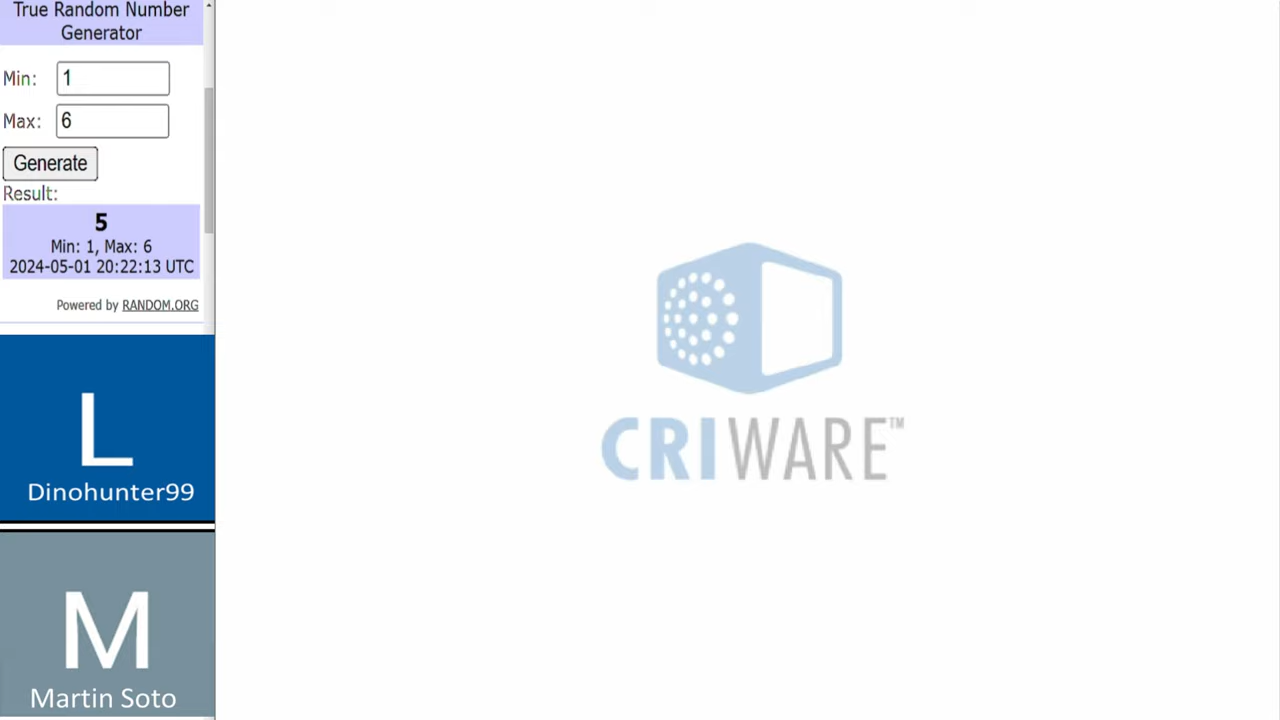 True Random Number
Generator
Min: 1
Max: 6
Generate
Result:
5
Min: 1, Max: 6
2024-05-01 20:22:13 UTC
Powered by RANDOM.ORG
L
Dinohunter99
M
Martin Soto
CRIWARE™